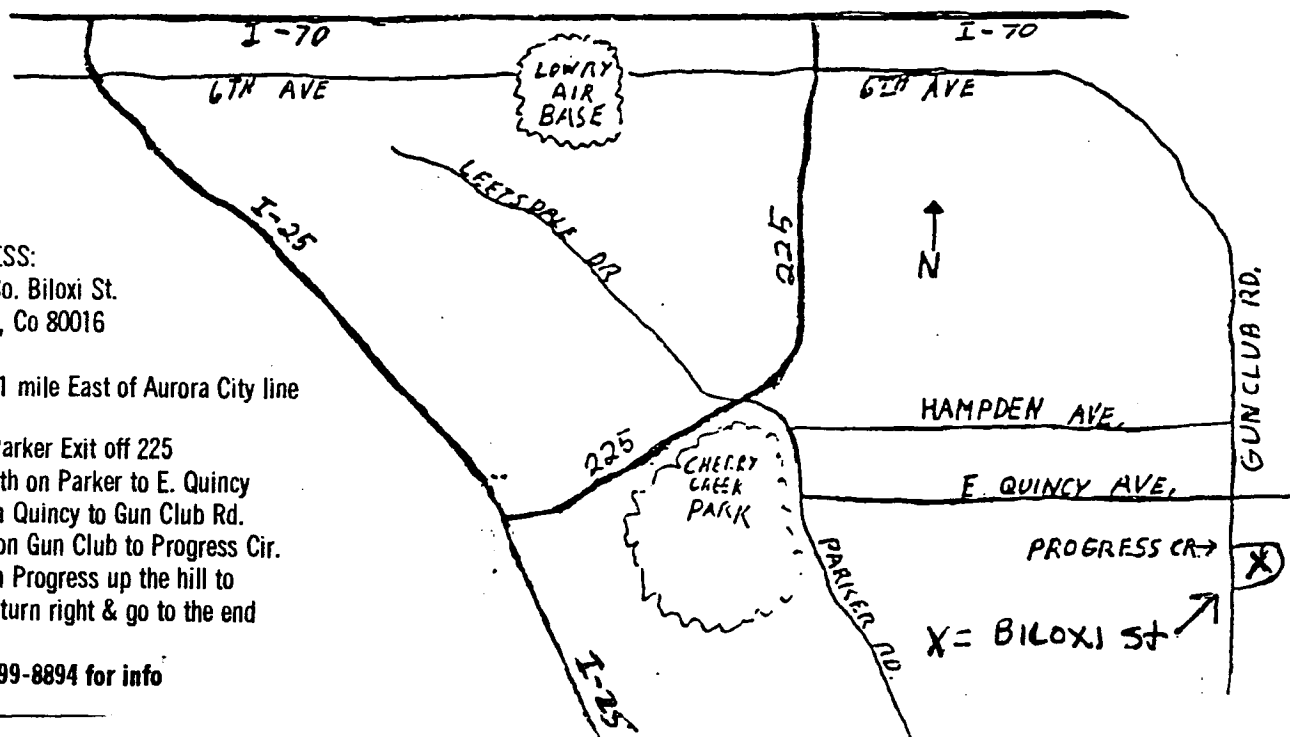 I-70
I-70
6TH AVE
LOWRY
AIR
BASE
6TH AVE
LEETSDALE DR
I-25
225
N
GUN CLUB RD.
ESS:
So. Biloxi St.
, Co 80016
1 mile East of Aurora City line
Parker Exit off 225
th on Parker to E. Quincy
n Quincy to Gun Club Rd.
on Gun Club to Progress Cir.
n Progress up the hill to
turn right & go to the end
99-8894 for info
HAMPDEN AVE.
225
CHERRY
CREEK
PARK
E. QUINCY AVE.
PROGRESS CR→
X
PARKER RD.
X = BILOXI St
I-25